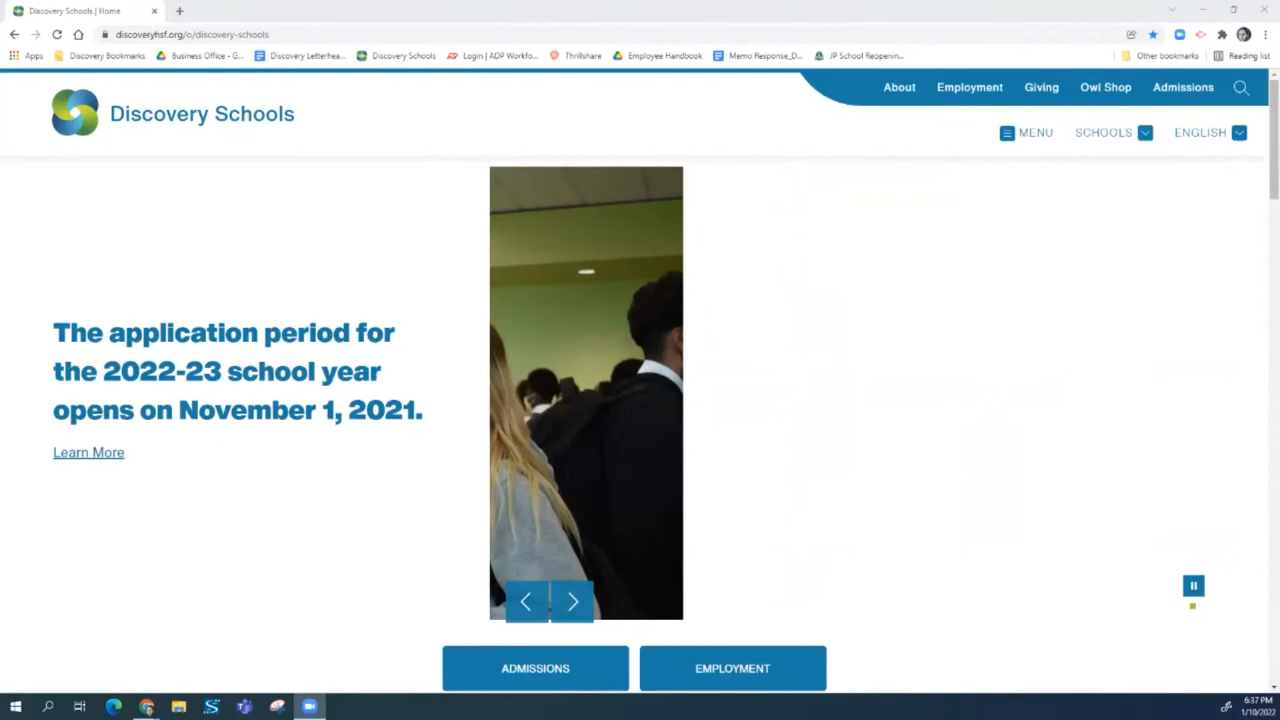 Discovery Schools | Home
discoveryhsf.org/o/discovery-schools
Apps Discovery Bookmarks Business Office - G... Discovery Letterhea... Discovery Schools Login | ADP Workfo... Thrillshare Employee Handbook Memo Response_D... JP School Reopenin... Other bookmarks Reading list
About Employment Giving Owl Shop Admissions
Discovery Schools
MENU SCHOOLS ENGLISH
The application period for
the 2022-23 school year
opens on November 1, 2021.
Learn More
ADMISSIONS EMPLOYMENT
6:37 PM
1/10/2022